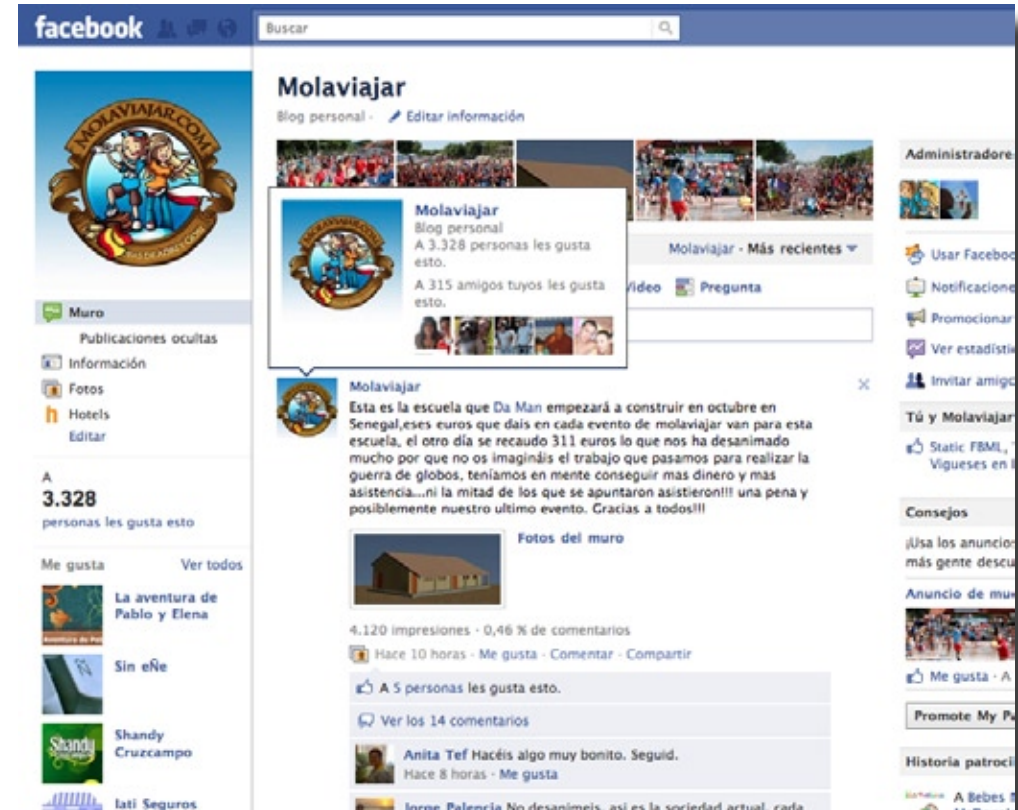 facebook
Buscar
MOLAVIAJAR.COM
Molaviajar
Blog personal · Editar información
Molaviajar
Blog personal
A 3.328 personas les gusta
esto.
A 315 amigos tuyos les gusta
esto.
MOLAVIAJAR.COM
Molaviajar · Más recientes
Pregunta
Muro
Publicaciones ocultas
Información
Fotos
Hotels
Editar
A
3.328
personas les gusta esto
Me gusta Ver todos
La aventura de
Pablo y Elena
Sin eÑe
Shandy
Shandy
Cruzcampo
Iati Seguros
Molaviajar
Esta es la escuela que Da Man empezará a construir en octubre en
Senegal,eses euros que dais en cada evento de molaviajar van para esta
escuela, el otro día se recaudo 311 euros lo que nos ha desanimado
mucho por que no os imagináis el trabajo que pasamos para realizar la
guerra de globos, teníamos en mente conseguir mas dinero y mas
asistencia...ni la mitad de los que se apuntaron asistieron!!! una pena y
posiblemente nuestro ultimo evento. Gracias a todos!!!
Fotos del muro
4.120 impresiones · 0,46 % de comentarios
Hace 10 horas · Me gusta · Comentar · Compartir
A 5 personas les gusta esto.
Ver los 14 comentarios
Anita Tef Hacéis algo muy bonito. Seguid.
Hace 8 horas · Me gusta
Jorge Palencia No desanimeis, asi es la sociedad actual, cada
Administradore
Usar Faceboo
Notificacione
Promocionar
Ver estadísti
Invitar amigo
Tú y Molaviajar
Static FBML,
Vigueses en
Consejos
¡Usa los anuncio
más gente descu
Anuncio de mu
Me gusta · A
Promote My Pa
Historia patroci
A Bebes